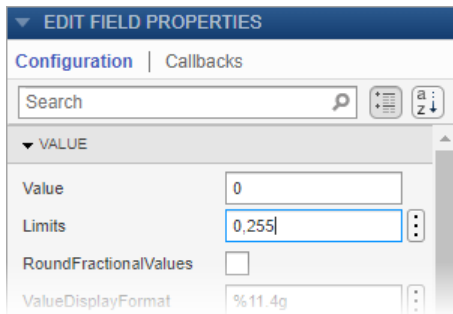 EDIT FIELD PROPERTIES
Configuration | Callbacks
Search
a z
VALUE
Value 0
Limits 0,255
RoundFractionalValues
ValueDisplayFormat %11.4g